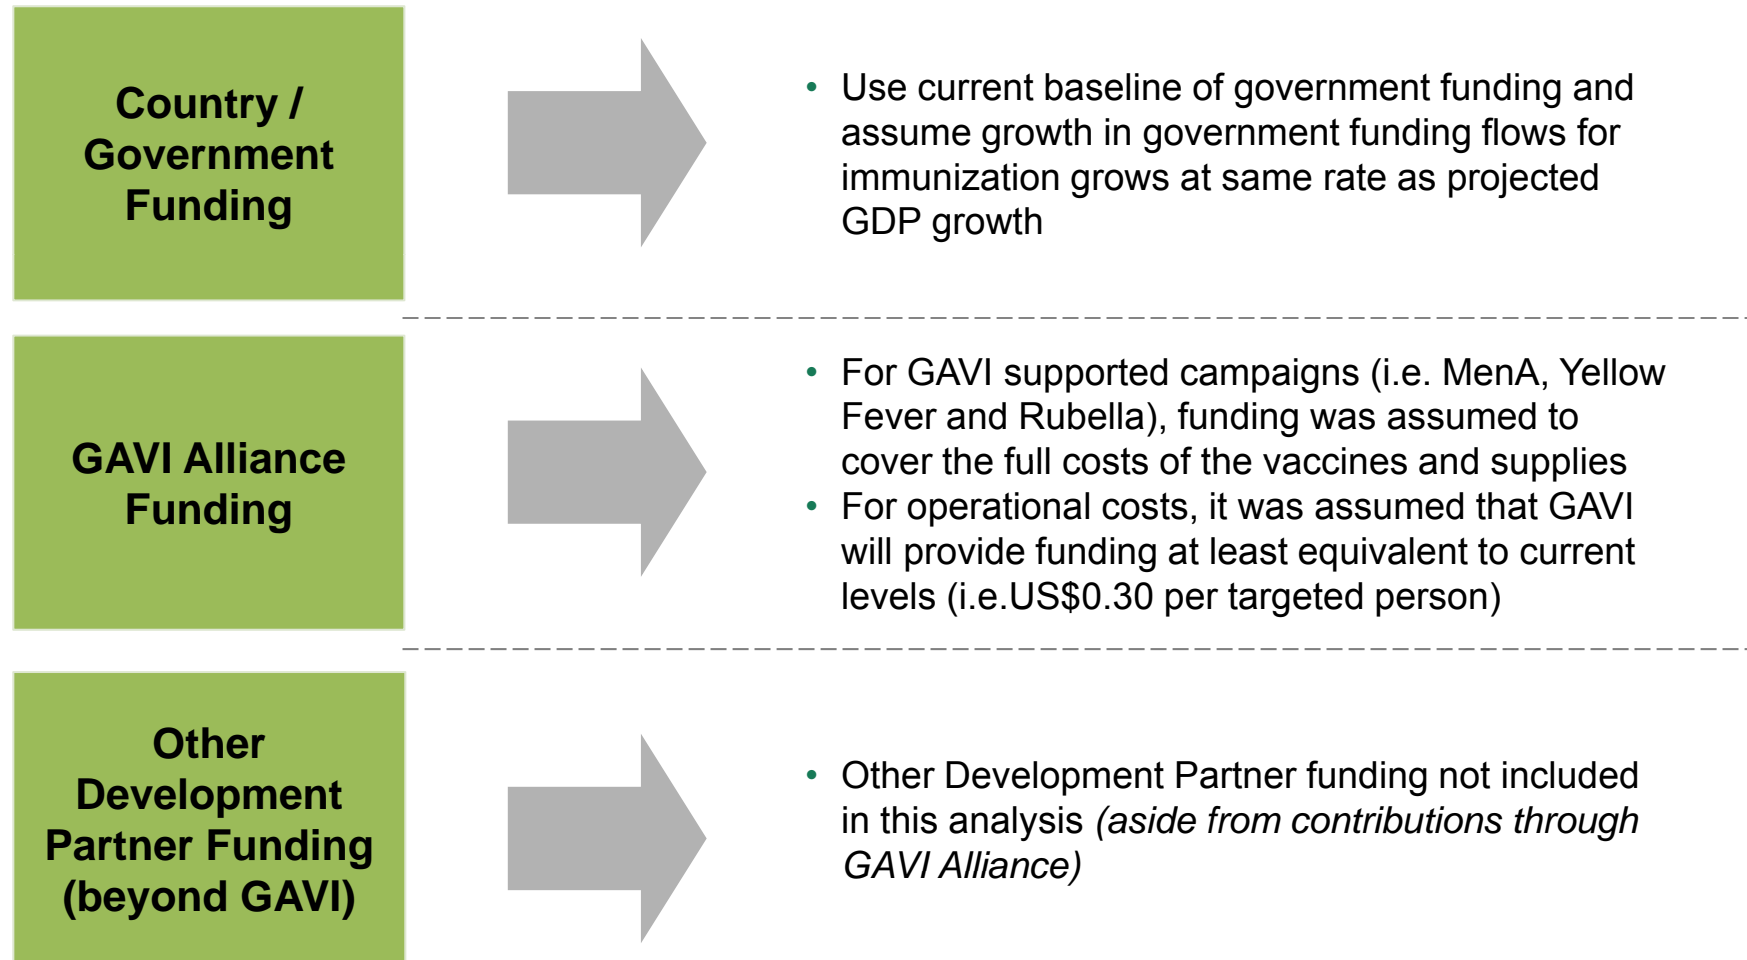 Country /
Government
Funding
• Use current baseline of government funding and
assume growth in government funding flows for
immunization grows at same rate as projected
GDP growth
GAVI Alliance
Funding
• For GAVI supported campaigns (i.e. MenA, Yellow
Fever and Rubella), funding was assumed to
cover the full costs of the vaccines and supplies
• For operational costs, it was assumed that GAVI
will provide funding at least equivalent to current
levels (i.e.US$0.30 per targeted person)
Other
Development
Partner Funding
(beyond GAVI)
• Other Development Partner funding not included
in this analysis (aside from contributions through
GAVI Alliance)